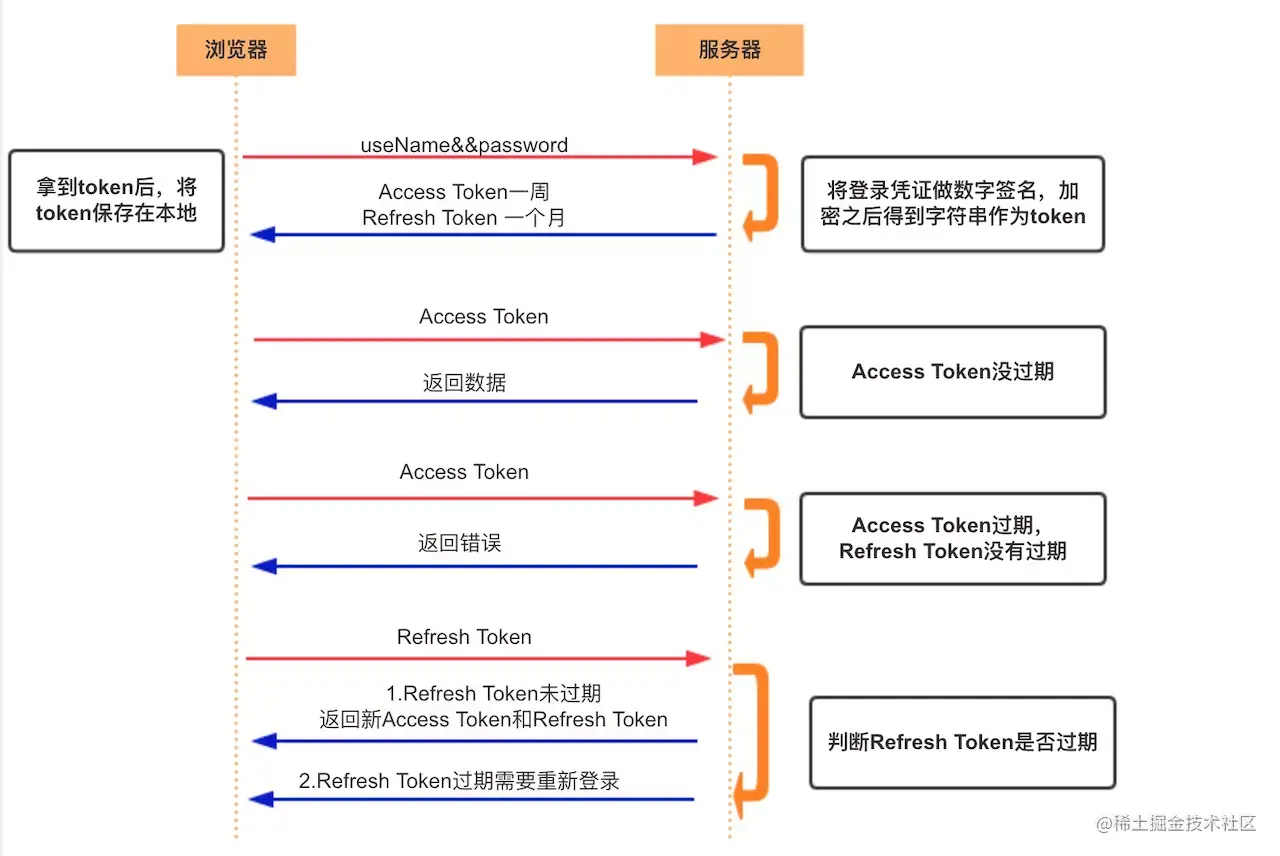 浏览器
服务器
useName&&password
拿到token后，将
token保存在本地
Access Token一周
Refresh Token 一个月
将登录凭证做数字签名，加
密之后得到字符串作为token
Access Token
返回数据
Access Token没过期
Access Token
返回错误
Access Token过期，
Refresh Token没有过期
Refresh Token
1.Refresh Token未过期
返回新Access Token和Refresh Token
判断Refresh Token是否过期
2.Refresh Token过期需要重新登录
@稀土掘金技术社区